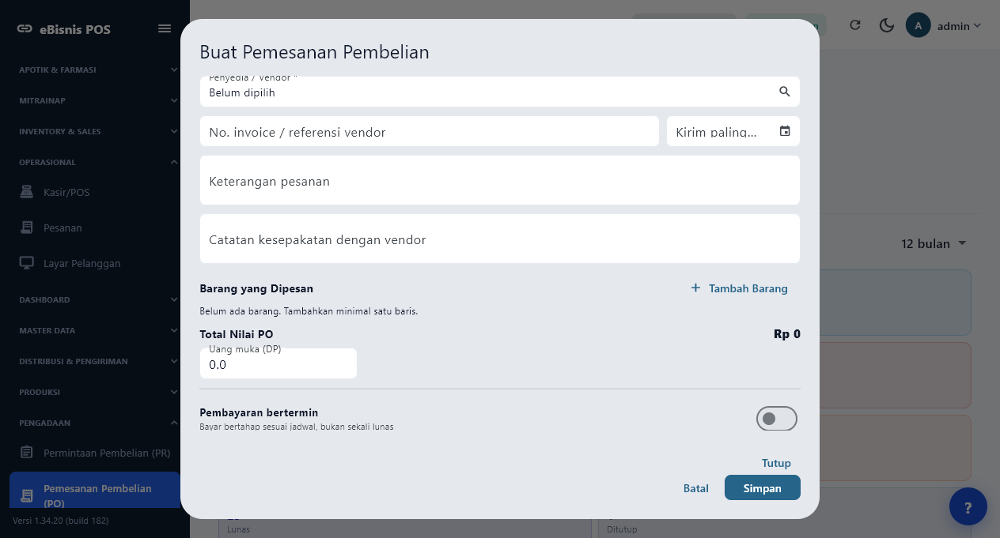 eBisnis POS
admin
A
APOTIK & FARMASI
MITRAINAP
INVENTORY & SALES
OPERASIONAL
Kasir/POS
Pesanan
Layar Pelanggan
DASHBOARD
MASTER DATA
DISTRIBUSI & PENGIRIMAN
PRODUKSI
PENGADAAN
Permintaan Pembelian (PR)
Pemesanan Pembelian
(PO)
Versi 1.34.20 (build 182)
12 bulan
Buat Pemesanan Pembelian
Penyedia / Vendor *
Belum dipilih
No. invoice / referensi vendor
Kirim paling...
Keterangan pesanan
Catatan kesepakatan dengan vendor
Barang yang Dipesan
+ Tambah Barang
Belum ada barang. Tambahkan minimal satu baris.
Total Nilai PO
Rp 0
Uang muka (DP)
0.0
Pembayaran bertermin
Bayar bertahap sesuai jadwal, bukan sekali lunas
Tutup
Batal
Simpan
Lunas
Ditutup
?